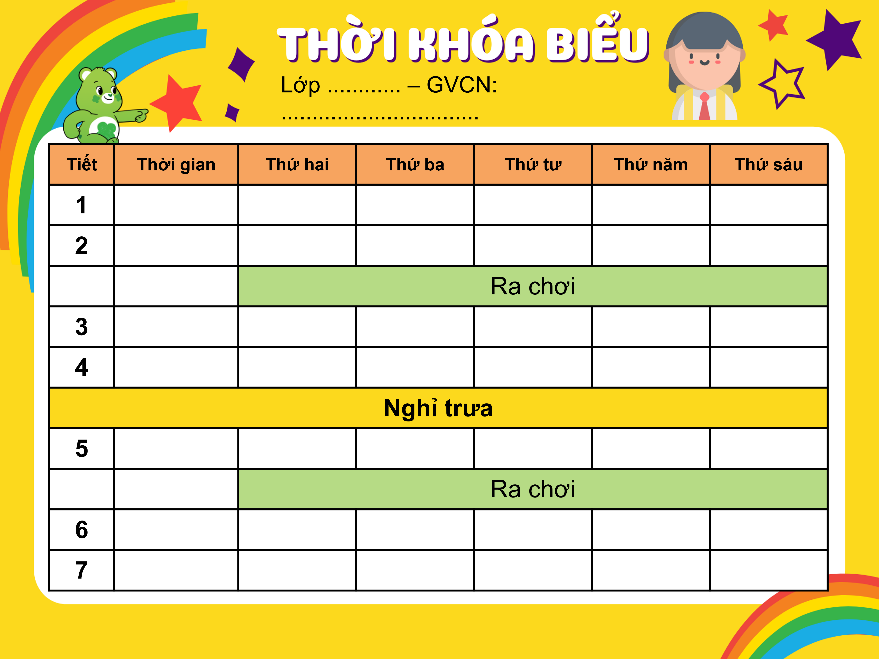 THỜI KHÓA BIỂU
Lớp ............ – GVCN:
................................
Tiết Thời gian Thứ hai Thứ ba Thứ tư Thứ năm Thứ sáu
1
2
Ra chơi
3
4
Nghỉ trưa
5
Ra chơi
6
7